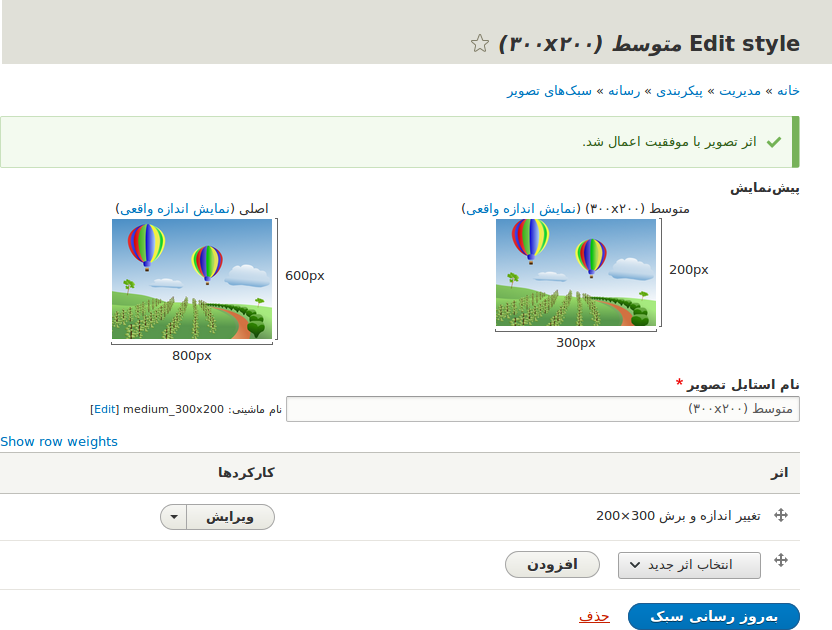 Edit style متوسط (۳۰۰x۲۰۰)
خانه » مدیریت » پیکربندی » رسانه » سبک‌های تصویر
اثر تصویر با موفقیت اعمال شد.
پیش‌نمایش
متوسط (۳۰۰x۲۰۰) (نمایش اندازه واقعی)
200px
300px
اصلی (نمایش اندازه واقعی)
600px
800px
نام استایل تصویر *
متوسط (۳۰۰x۲۰۰)
نام ماشینی: medium_300x200 [Edit]
Show row weights
اثر کارکردها
تغییر اندازه و برش 300×200 ویرایش
انتخاب اثر جدید افزودن
به‌روز رسانی سبک حذف